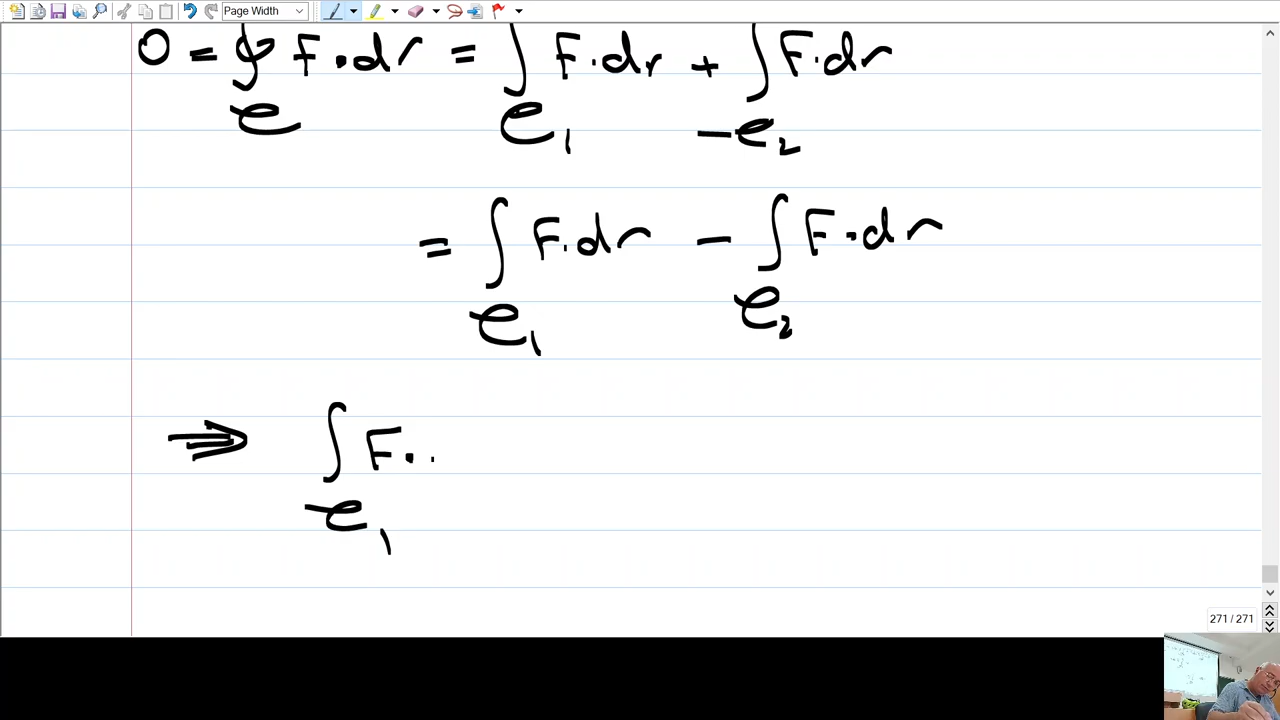 Page Width
0 = ∮ F·dr = ∫ F·dr + ∫ F·dr
C C₁ -C₂
= ∫ F·dr - ∫ F·dr
C₁ C₂
⇒ ∫ F·.
C₁
271 / 271